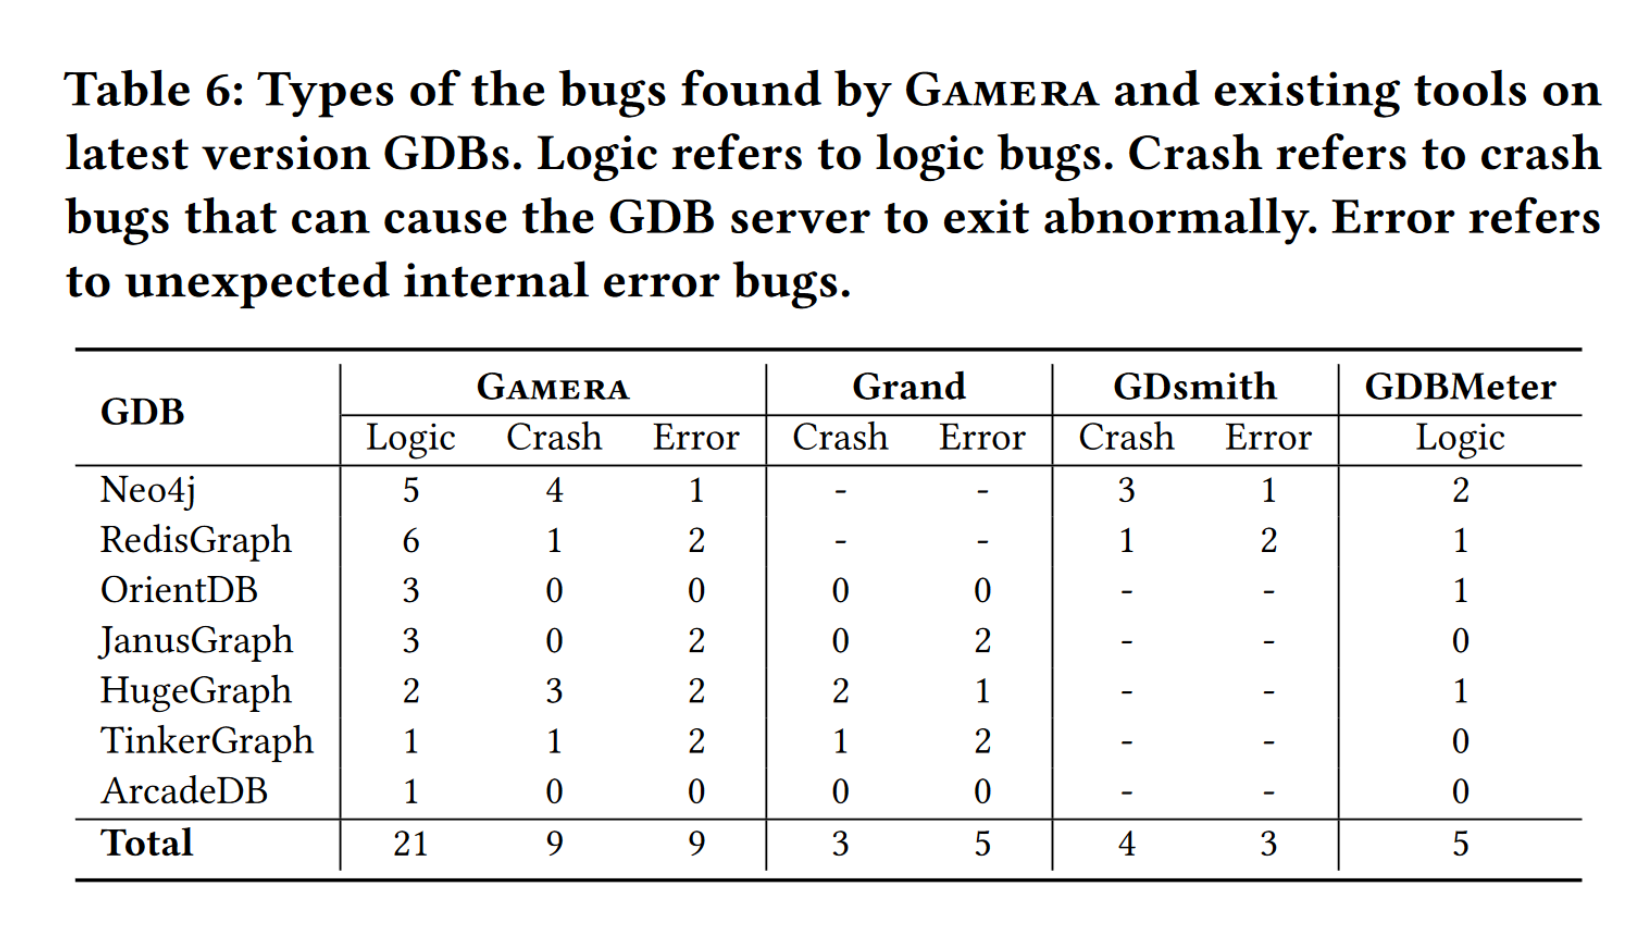 Table 6: Types of the bugs found by GAMERA and existing tools on
latest version GDBs. Logic refers to logic bugs. Crash refers to crash
bugs that can cause the GDB server to exit abnormally. Error refers
to unexpected internal error bugs.
GDB GAMERA Grand GDsmith GDBMeter
Logic Crash Error Crash Error Crash Error Logic
Neo4j 5 4 1 - - 3 1 2
RedisGraph 6 1 2 - - 1 2 1
OrientDB 3 0 0 0 0 - - 1
JanusGraph 3 0 2 0 2 - - 0
HugeGraph 2 3 2 2 1 - - 1
TinkerGraph 1 1 2 1 2 - - 0
ArcadeDB 1 0 0 0 0 - - 0
Total 21 9 9 3 5 4 3 5